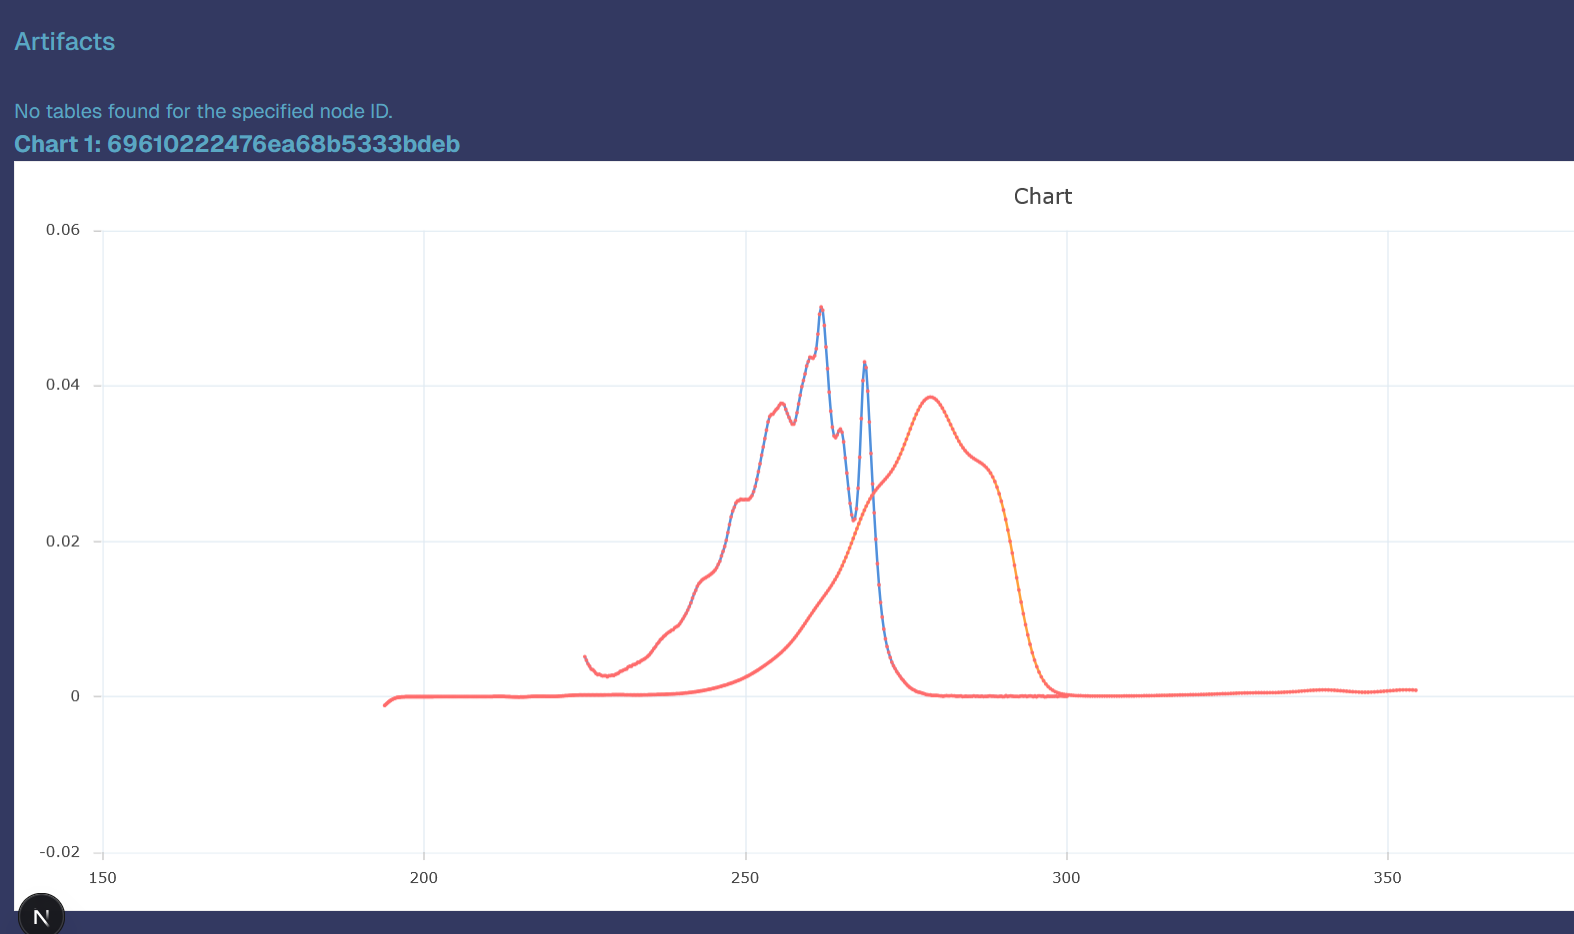 Artifacts
No tables found for the specified node ID.
Chart 1: 69610222476ea68b5333bdeb
Chart
0.06
0.04
0.02
0
-0.02
150
200
250
300
350
N